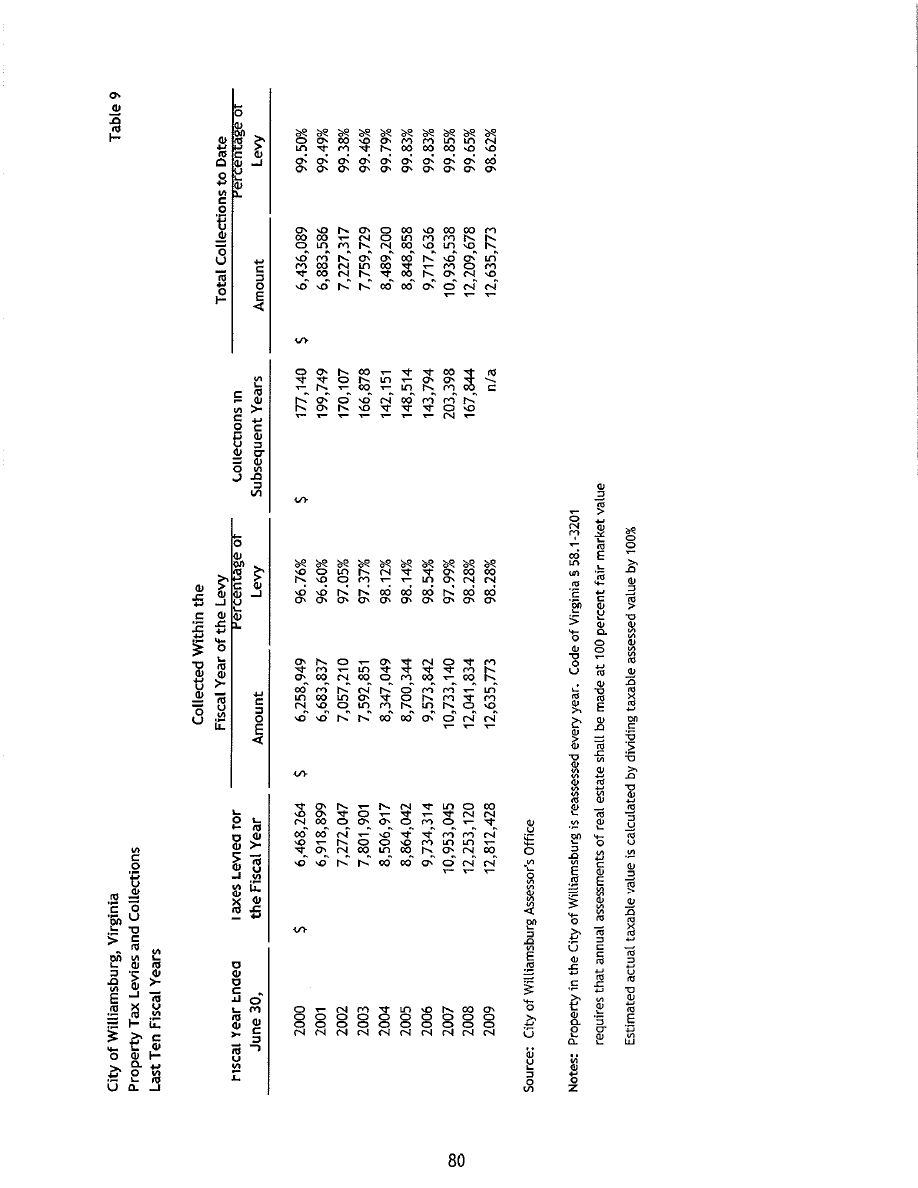 City of Williamsburg, Virginia Table 9
Property Tax Levies and Collections
Last Ten Fiscal Years
Collected Within the
Fiscal Year of the Levy Total Collections to Date
Fiscal Year Ended Taxes Levied for Percentage of Collections in Percentage of
June 30, the Fiscal Year Amount Levy Subsequent Years Amount Levy
2000 $ 6,468,264 $ 6,258,949 96.76% $ 177,140 $ 6,436,089 99.50%
2001 6,918,899 6,683,837 96.60% 199,749 6,883,586 99.49%
2002 7,272,047 7,057,210 97.05% 170,107 7,227,317 99.38%
2003 7,801,901 7,592,851 97.37% 166,878 7,759,729 99.46%
2004 8,506,917 8,347,049 98.12% 142,151 8,489,200 99.79%
2005 8,864,042 8,700,344 98.14% 148,514 8,848,858 99.83%
2006 9,734,314 9,573,842 98.54% 143,794 9,717,636 99.83%
2007 10,953,045 10,733,140 97.99% 203,398 10,936,538 99.85%
2008 12,253,120 12,041,834 98.28% 167,844 12,209,678 99.65%
2009 12,812,428 12,635,773 98.28% n/a 12,635,773 98.62%
Source: City of Williamsburg Assessor's Office
Notes: Property in the City of Williamsburg is reassessed every year. Code of Virginia § 58.1-3201
requires that annual assessments of real estate shall be made at 100 percent fair market value
Estimated actual taxable value is calculated by dividing taxable assessed value by 100%
80